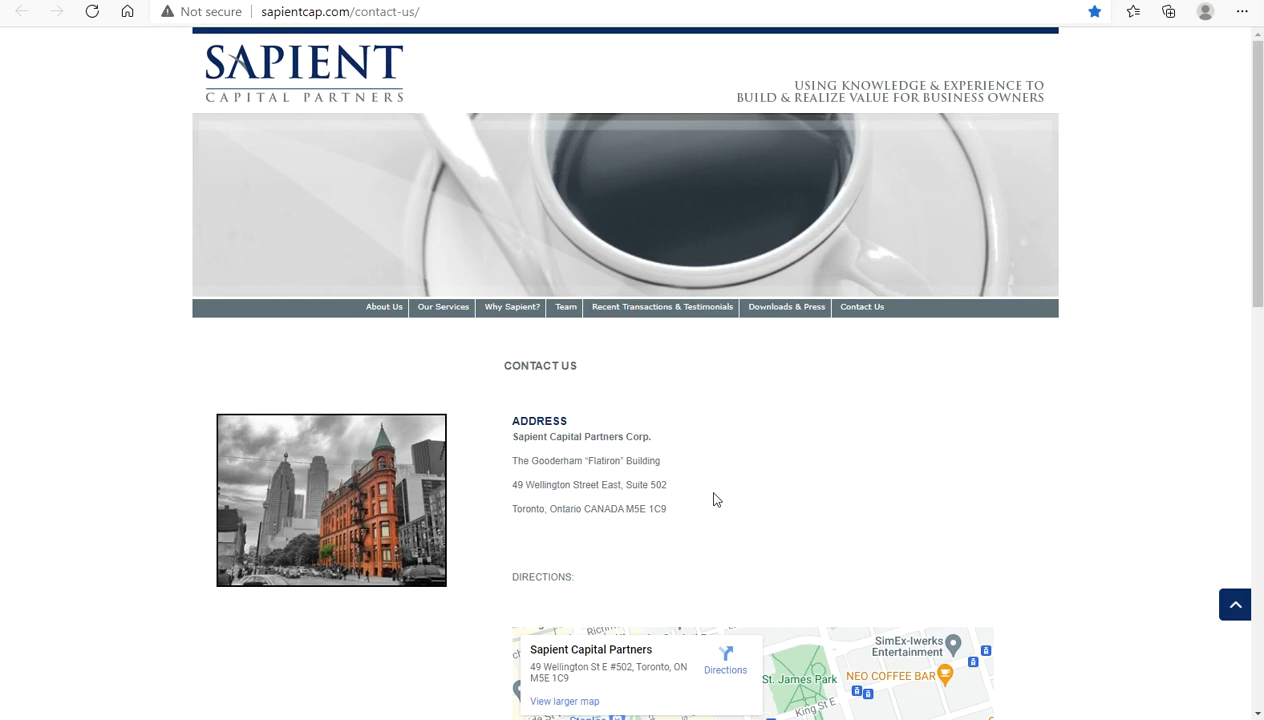 Not secure
sapientcap.com/contact-us/
SAPIENT
CAPITAL PARTNERS
USING KNOWLEDGE & EXPERIENCE TO
BUILD & REALIZE VALUE FOR BUSINESS OWNERS
About Us
Our Services
Why Sapient?
Team
Recent Transactions & Testimonials
Downloads & Press
Contact Us
CONTACT US
ADDRESS
Sapient Capital Partners Corp.
The Gooderham “Flatiron” Building
49 Wellington Street East, Suite 502
Toronto, Ontario CANADA M5E 1C9
DIRECTIONS:
Sapient Capital Partners
49 Wellington St E #502, Toronto, ON
M5E 1C9
Directions
View larger map
SimEx-Iwerks
Entertainment
St. James Park
NEO COFFEE BAR
King St E